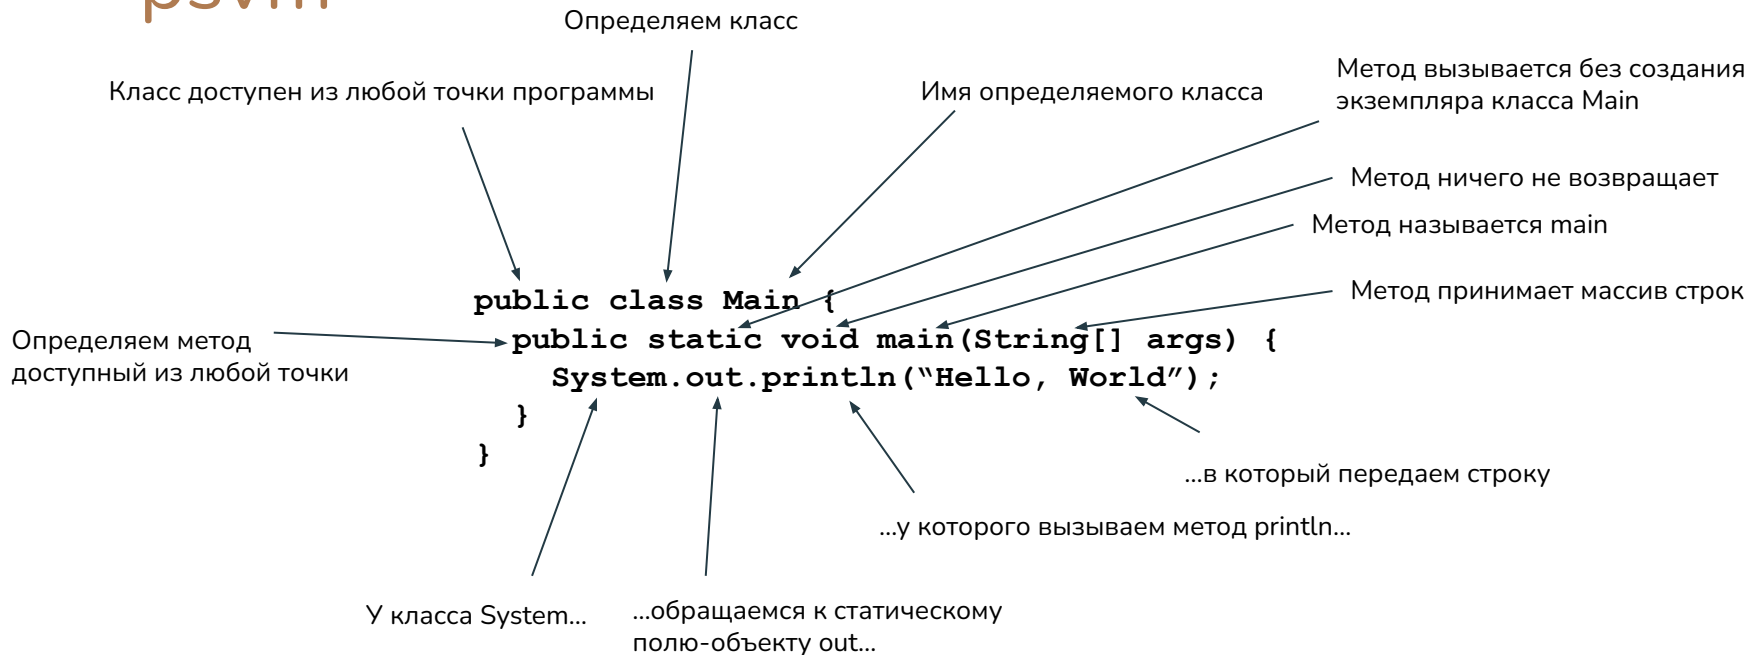 psvm
Определяем класс
Класс доступен из любой точки программы
Имя определяемого класса
Метод вызывается без создания
экземпляра класса Main
Метод ничего не возвращает
Метод называется main
Метод принимает массив строк
Определяем метод
доступный из любой точки
public class Main {
public static void main(String[] args) {
System.out.println(“Hello, World”);
}
}
...в который передаем строку
...у которого вызываем метод println...
У класса System...
...обращаемся к статическому
полю-объекту out...